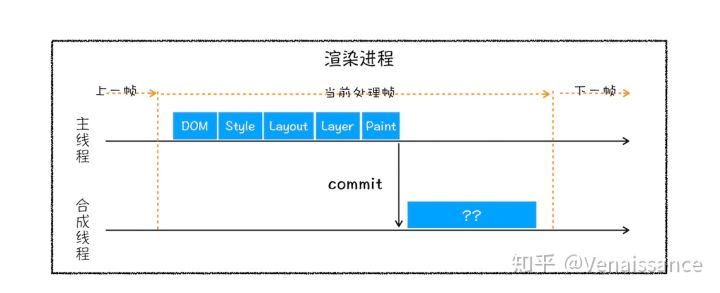 渲染进程
上一帧
当前处理帧
下一帧
主线程
DOM
Style
Layout
Layer
Paint
commit
合成线程
??
知乎 @Venaissance